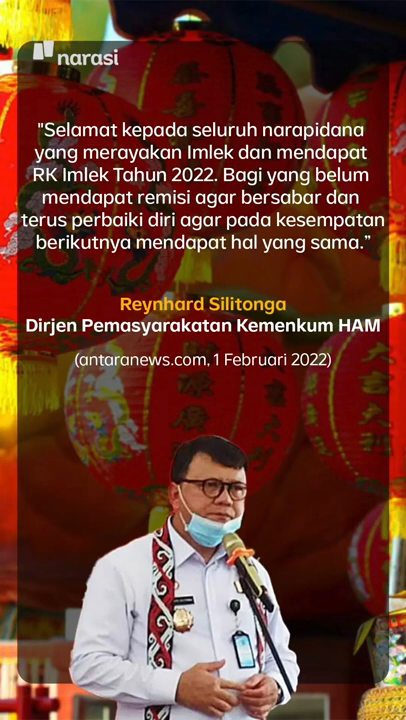 narasi
"Selamat kepada seluruh narapidana
yang merayakan Imlek dan mendapat
RK Imlek Tahun 2022. Bagi yang belum
mendapat remisi agar bersabar dan
terus perbaiki diri agar pada kesempatan
berikutnya mendapat hal yang sama.”
Reynhard Silitonga
Dirjen Pemasyarakatan Kemenkum HAM
(antaranews.com, 1 Februari 2022)